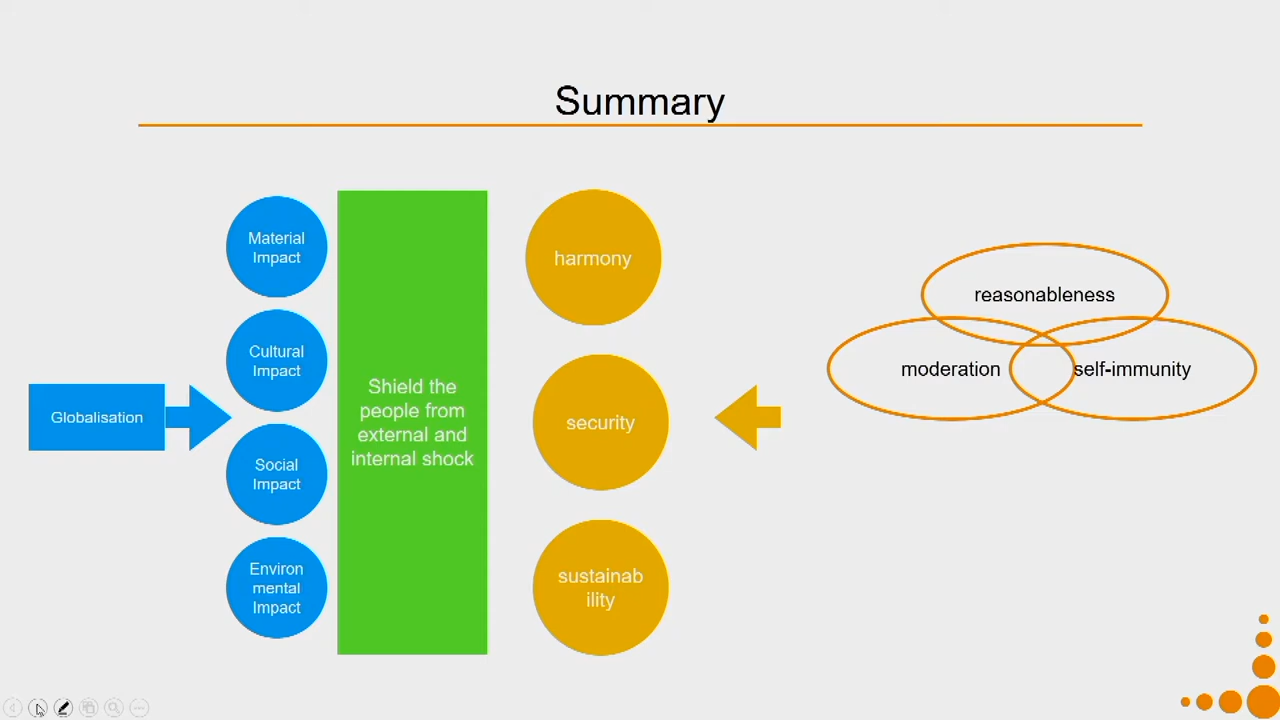 Summary
Globalisation
Material
Impact
Cultural
Impact
Social
Impact
Environ
mental
Impact
Shield the
people from
external and
internal shock
harmony
security
sustainab
ility
reasonableness
moderation
self-immunity